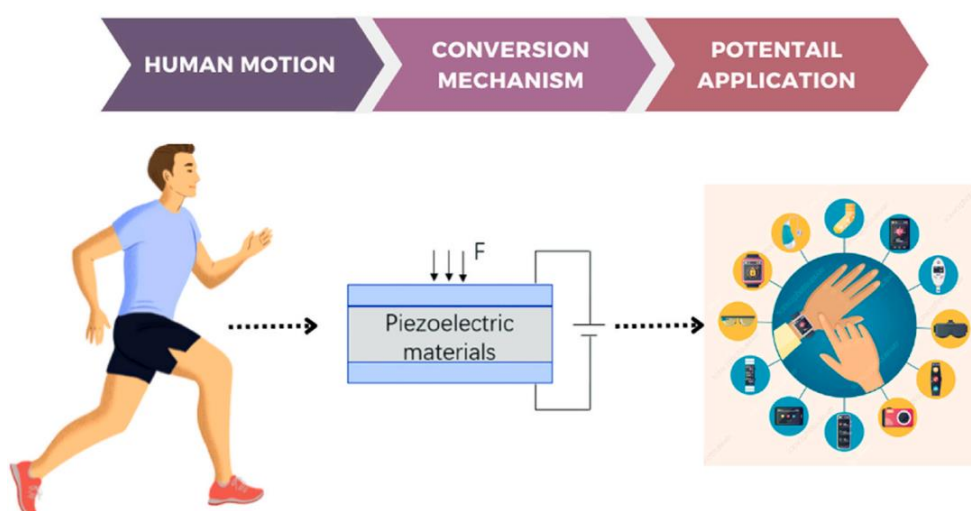 HUMAN MOTION
CONVERSION
MECHANISM
POTENTAIL
APPLICATION
F
Piezoelectric
materials